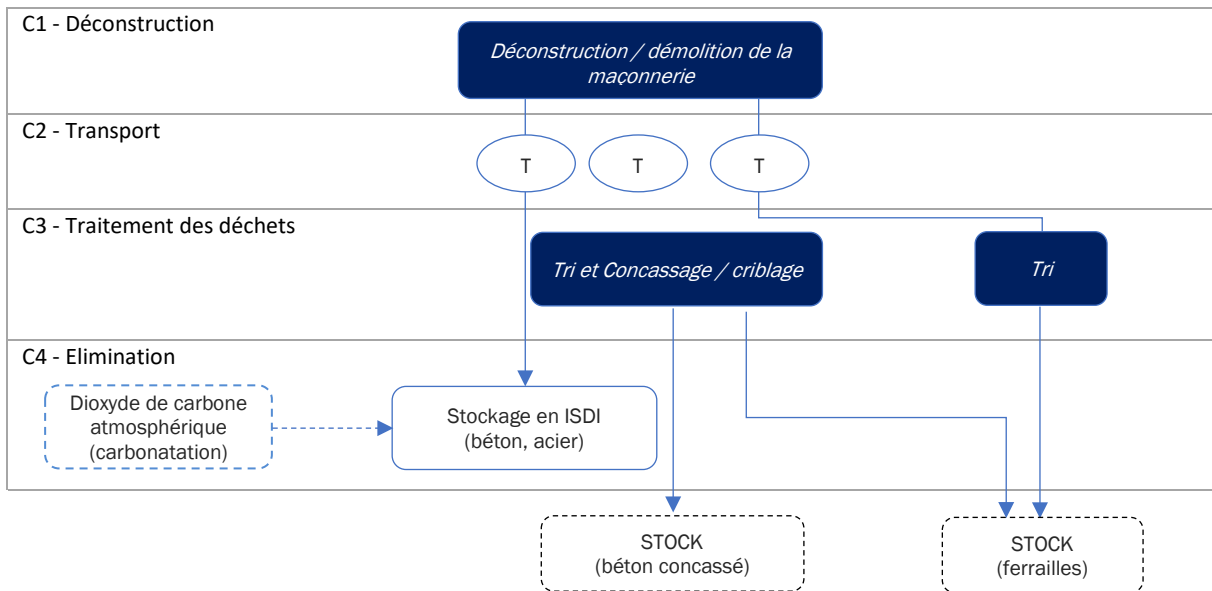 C1 - Déconstruction
Déconstruction / démolition de la
maçonnerie
C2 - Transport
T
T
T
C3 - Traitement des déchets
Tri et Concassage / criblage
Tri
C4 - Elimination
Dioxyde de carbone
atmosphérique
(carbonatation)
Stockage en ISDI
(béton, acier)
STOCK
(béton concassé)
STOCK
(ferrailles)